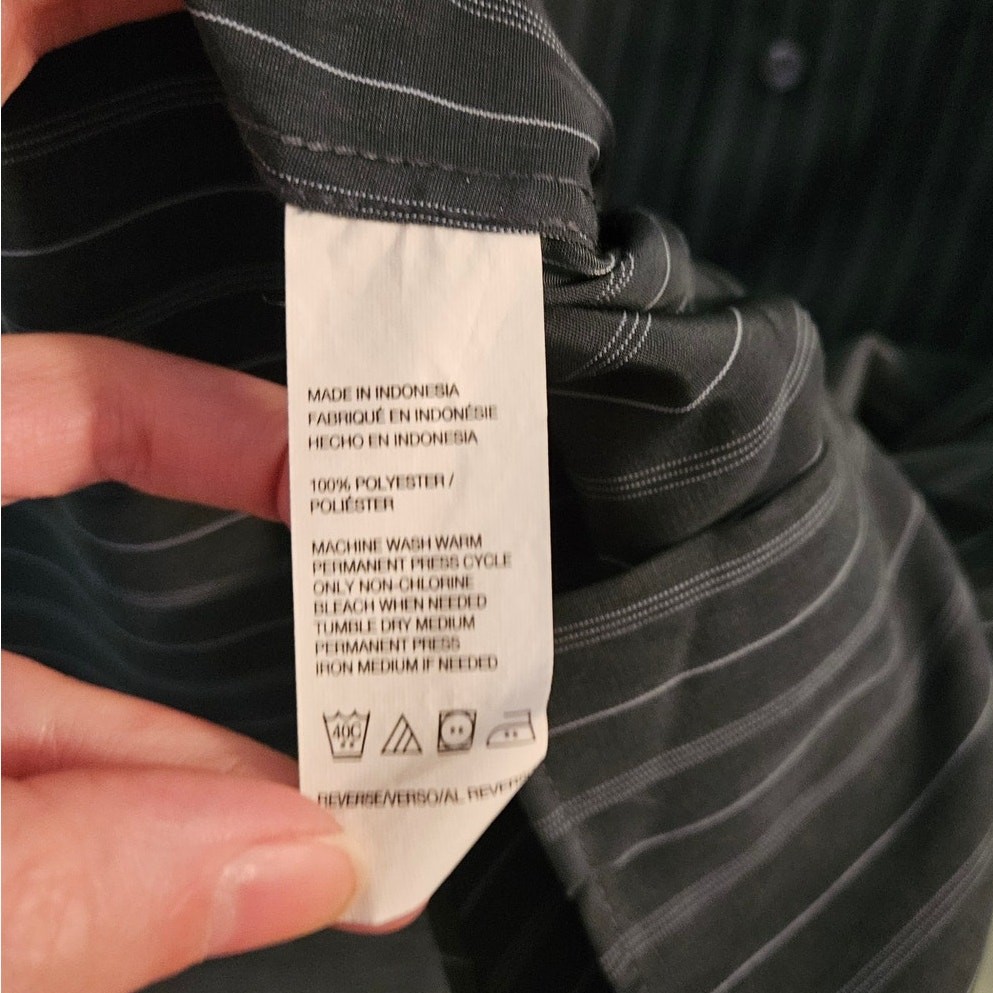 MADE IN INDONESIA
FABRIQUÉ EN INDONÉSIE
HECHO EN INDONESIA
100% POLYESTER /
POLIÉSTER
MACHINE WASH WARM
PERMANENT PRESS CYCLE
ONLY NON-CHLORINE
BLEACH WHEN NEEDED
TUMBLE DRY MEDIUM
PERMANENT PRESS
IRON MEDIUM IF NEEDED
40C
REVERSE/VERSO/AL